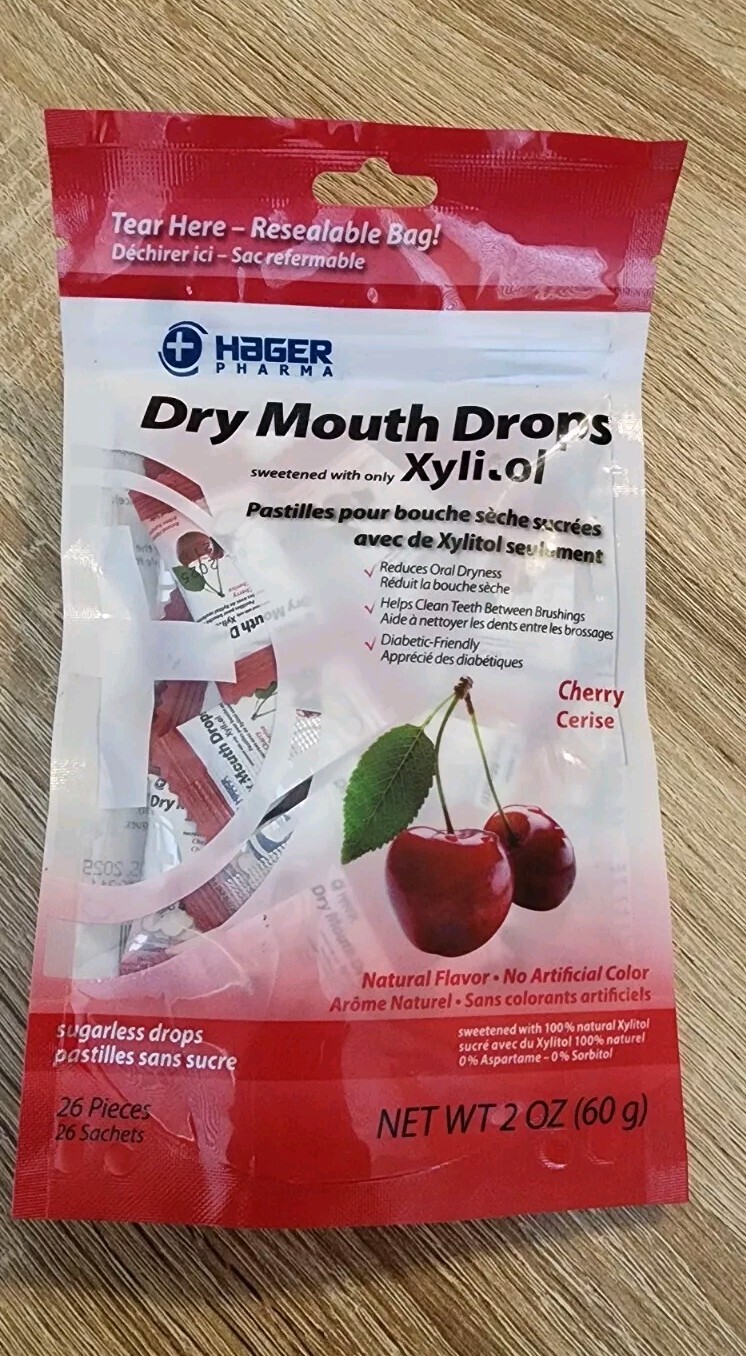 Tear Here – Resealable Bag!
Déchirer ici – Sac refermable
HAGER
PHARMA
Dry Mouth Drops
sweetened with only Xylitol
Pastilles pour bouche sèche sucrées
avec de Xylitol seulement
✓ Reduces Oral Dryness
Réduit la bouche sèche
✓ Helps Clean Teeth Between Brushings
Aide à nettoyer les dents entre les brossages
✓ Diabetic-Friendly
Apprécié des diabétiques
Cherry
Cerise
Natural Flavor • No Artificial Color
Arôme Naturel • Sans colorants artificiels
sugarless drops
pastilles sans sucre
sweetened with 100% natural Xylitol
sucré avec du Xylitol 100% naturel
0% Aspartame – 0% Sorbitol
26 Pieces
26 Sachets
NET WT 2 OZ (60 g)